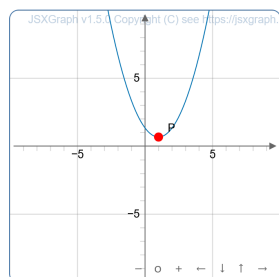 JSXGraph v1.5.0 Copyright (C) see https://jsxgraph.
5
P
-5
5
-5
− o + ← ↓ ↑ →